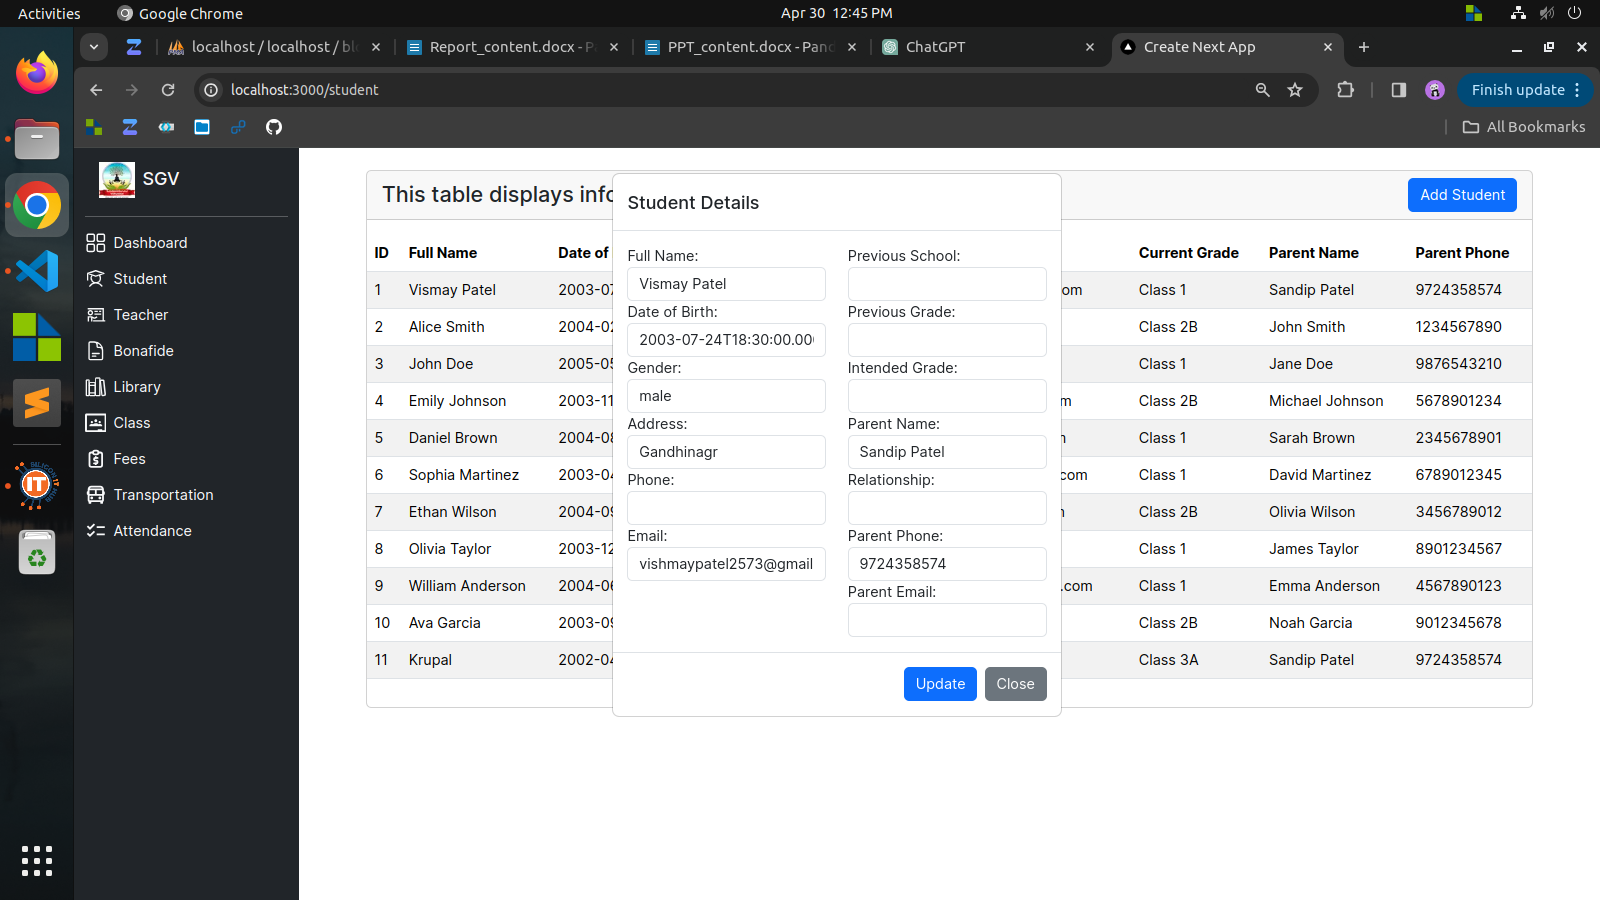 Activities
Google Chrome
Apr 30 12:45 PM
localhost / localhost / bl
Report_content.docx - P
PPT_content.docx - Pand
ChatGPT
Create Next App
localhost:3000/student
Finish update
All Bookmarks
SGV
Dashboard
Student
Teacher
Bonafide
Library
Class
Fees
Transportation
Attendance
This table displays info
Add Student
ID Full Name Date of Current Grade Parent Name Parent Phone
1 Vismay Patel 2003-07 om Class 1 Sandip Patel 9724358574
2 Alice Smith 2004-02 Class 2B John Smith 1234567890
3 John Doe 2005-05 Class 1 Jane Doe 9876543210
4 Emily Johnson 2003-11 m Class 2B Michael Johnson 5678901234
5 Daniel Brown 2004-08 Class 1 Sarah Brown 2345678901
6 Sophia Martinez 2003-04 com Class 1 David Martinez 6789012345
7 Ethan Wilson 2004-09 Class 2B Olivia Wilson 3456789012
8 Olivia Taylor 2003-12 Class 1 James Taylor 8901234567
9 William Anderson 2004-06 .com Class 1 Emma Anderson 4567890123
10 Ava Garcia 2003-09 Class 2B Noah Garcia 9012345678
11 Krupal 2002-04 Class 3A Sandip Patel 9724358574
Student Details
Full Name:
Vismay Patel
Date of Birth:
2003-07-24T18:30:00.00
Gender:
male
Address:
Gandhinagr
Phone:
Email:
vishmaypatel2573@gmail
Previous School:
Previous Grade:
Intended Grade:
Parent Name:
Sandip Patel
Relationship:
Parent Phone:
9724358574
Parent Email:
Update
Close
IT